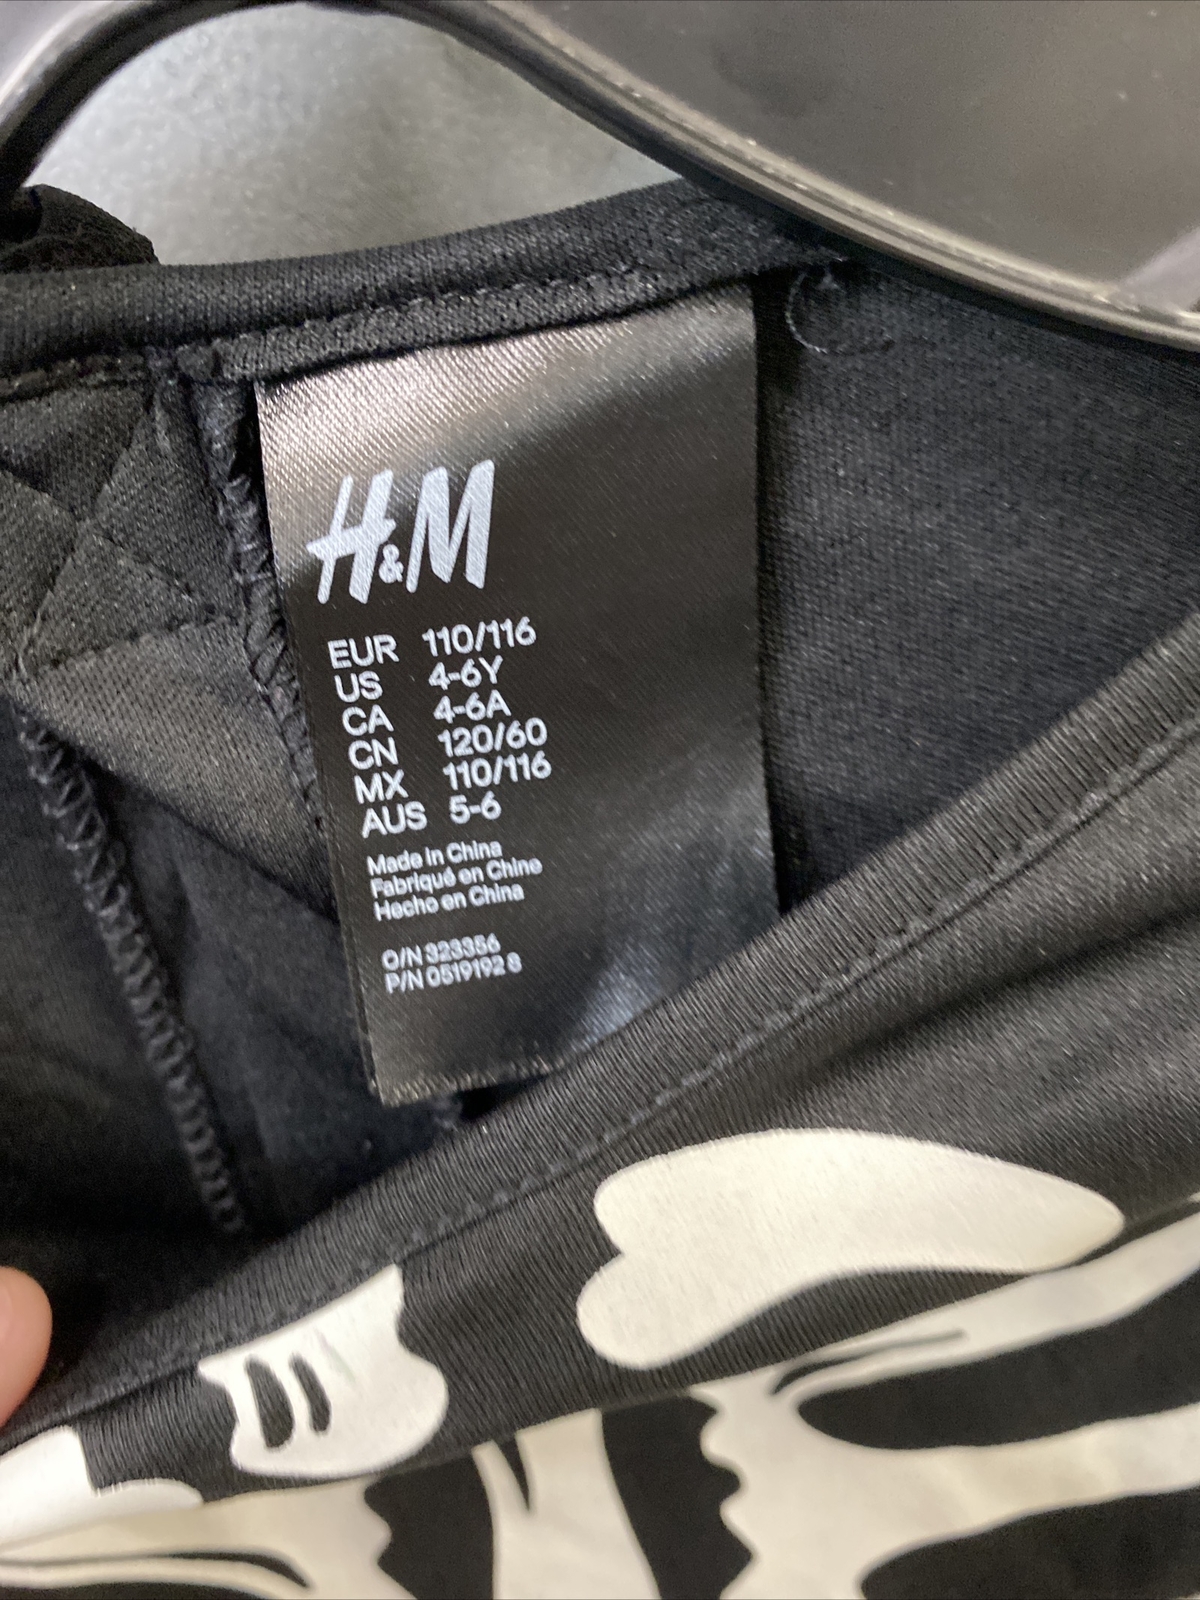 H&M
EUR 110/116
US 4-6Y
CA 4-6A
CN 120/60
MX 110/116
AUS 5-6
Made in China
Fabriqué en Chine
Hecho en China
O/N 323356
P/N 0519192 8